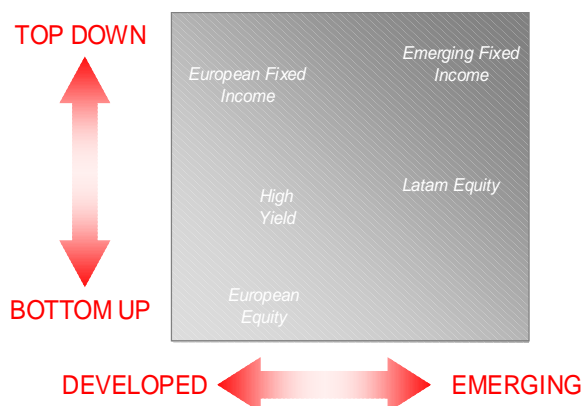 TOP DOWN
European Fixed
Income
Emerging Fixed
Income
High
Yield
Latam Equity
European
Equity
BOTTOM UP
DEVELOPED
EMERGING